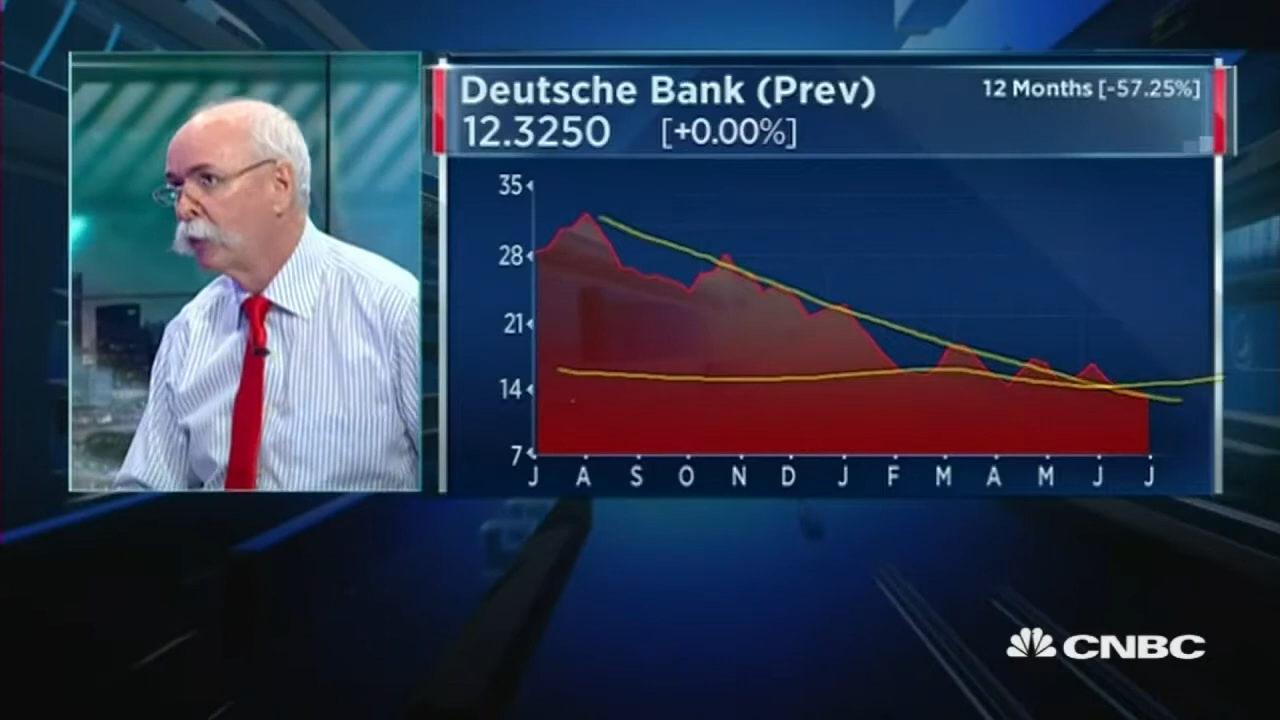 Deutsche Bank (Prev)
12 Months [-57.25%]
12.3250 [+0.00%]
35
28
21
14
7
J A S O N D J F M A M J J
CNBC